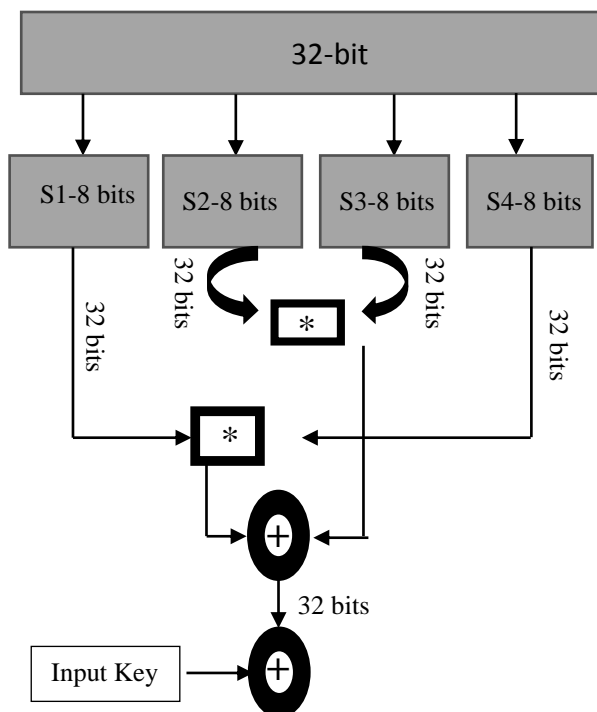 32-bit
S1-8 bits
S2-8 bits
S3-8 bits
S4-8 bits
32 bits
32 bits
32 bits
32 bits
*
*
+
32 bits
Input Key
+